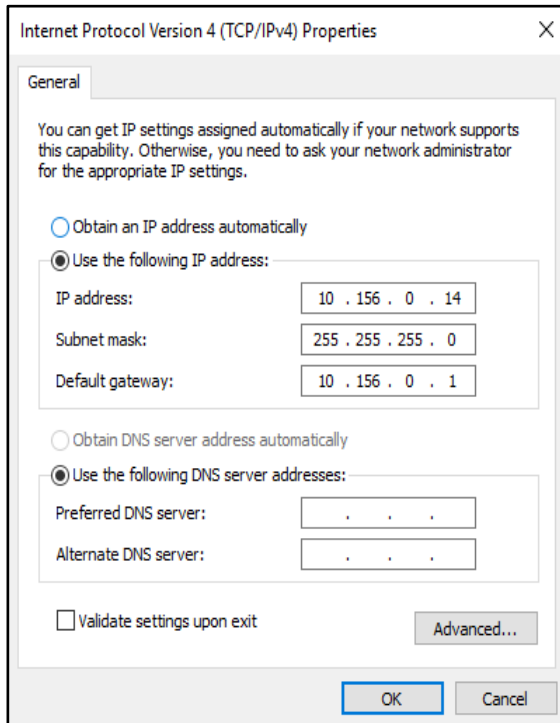 Internet Protocol Version 4 (TCP/IPv4) Properties
General
You can get IP settings assigned automatically if your network supports
this capability. Otherwise, you need to ask your network administrator
for the appropriate IP settings.
Obtain an IP address automatically
Use the following IP address:
IP address: 10 . 156 . 0 . 14
Subnet mask: 255 . 255 . 255 . 0
Default gateway: 10 . 156 . 0 . 1
Obtain DNS server address automatically
Use the following DNS server addresses:
Preferred DNS server: . . .
Alternate DNS server: . . .
Validate settings upon exit
Advanced...
OK Cancel